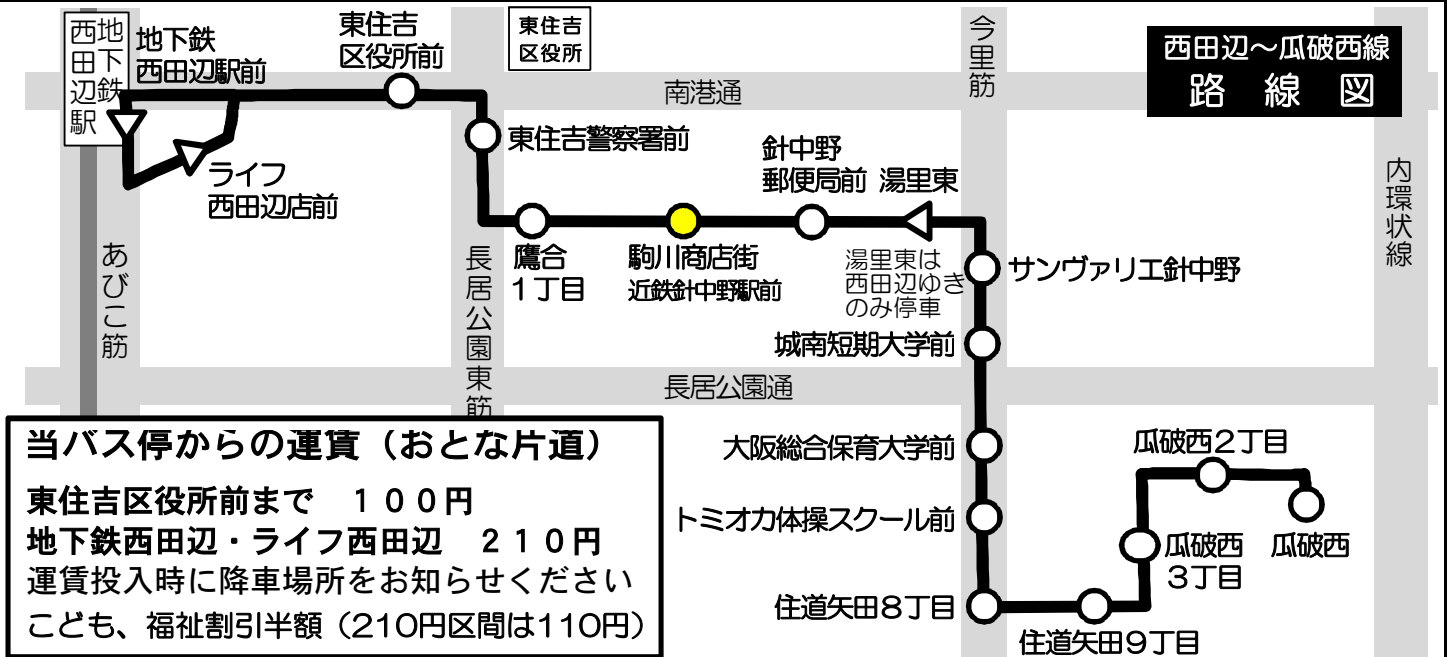 地下鉄
西田辺駅
地下鉄
西田辺駅前
東住吉
区役所前
東住吉
区役所
今里筋
西田辺～瓜破西線
路線図
南港通
東住吉警察署前
針中野
郵便局前
湯里東
ライフ
西田辺店前
内環状線
あびこ筋
長居公園東筋
鷹合
1丁目
駒川商店街
近鉄針中野駅前
湯里東は
西田辺ゆき
のみ停車
サンヴァリエ針中野
城南短期大学前
長居公園通
当バス停からの運賃（おとな片道）
東住吉区役所前まで　１００円
地下鉄西田辺・ライフ西田辺　２１０円
運賃投入時に降車場所をお知らせください
こども、福祉割引半額（210円区間は110円）
大阪総合保育大学前
トミオカ体操スクール前
住道矢田8丁目
住道矢田9丁目
瓜破西2丁目
瓜破西
3丁目
瓜破西